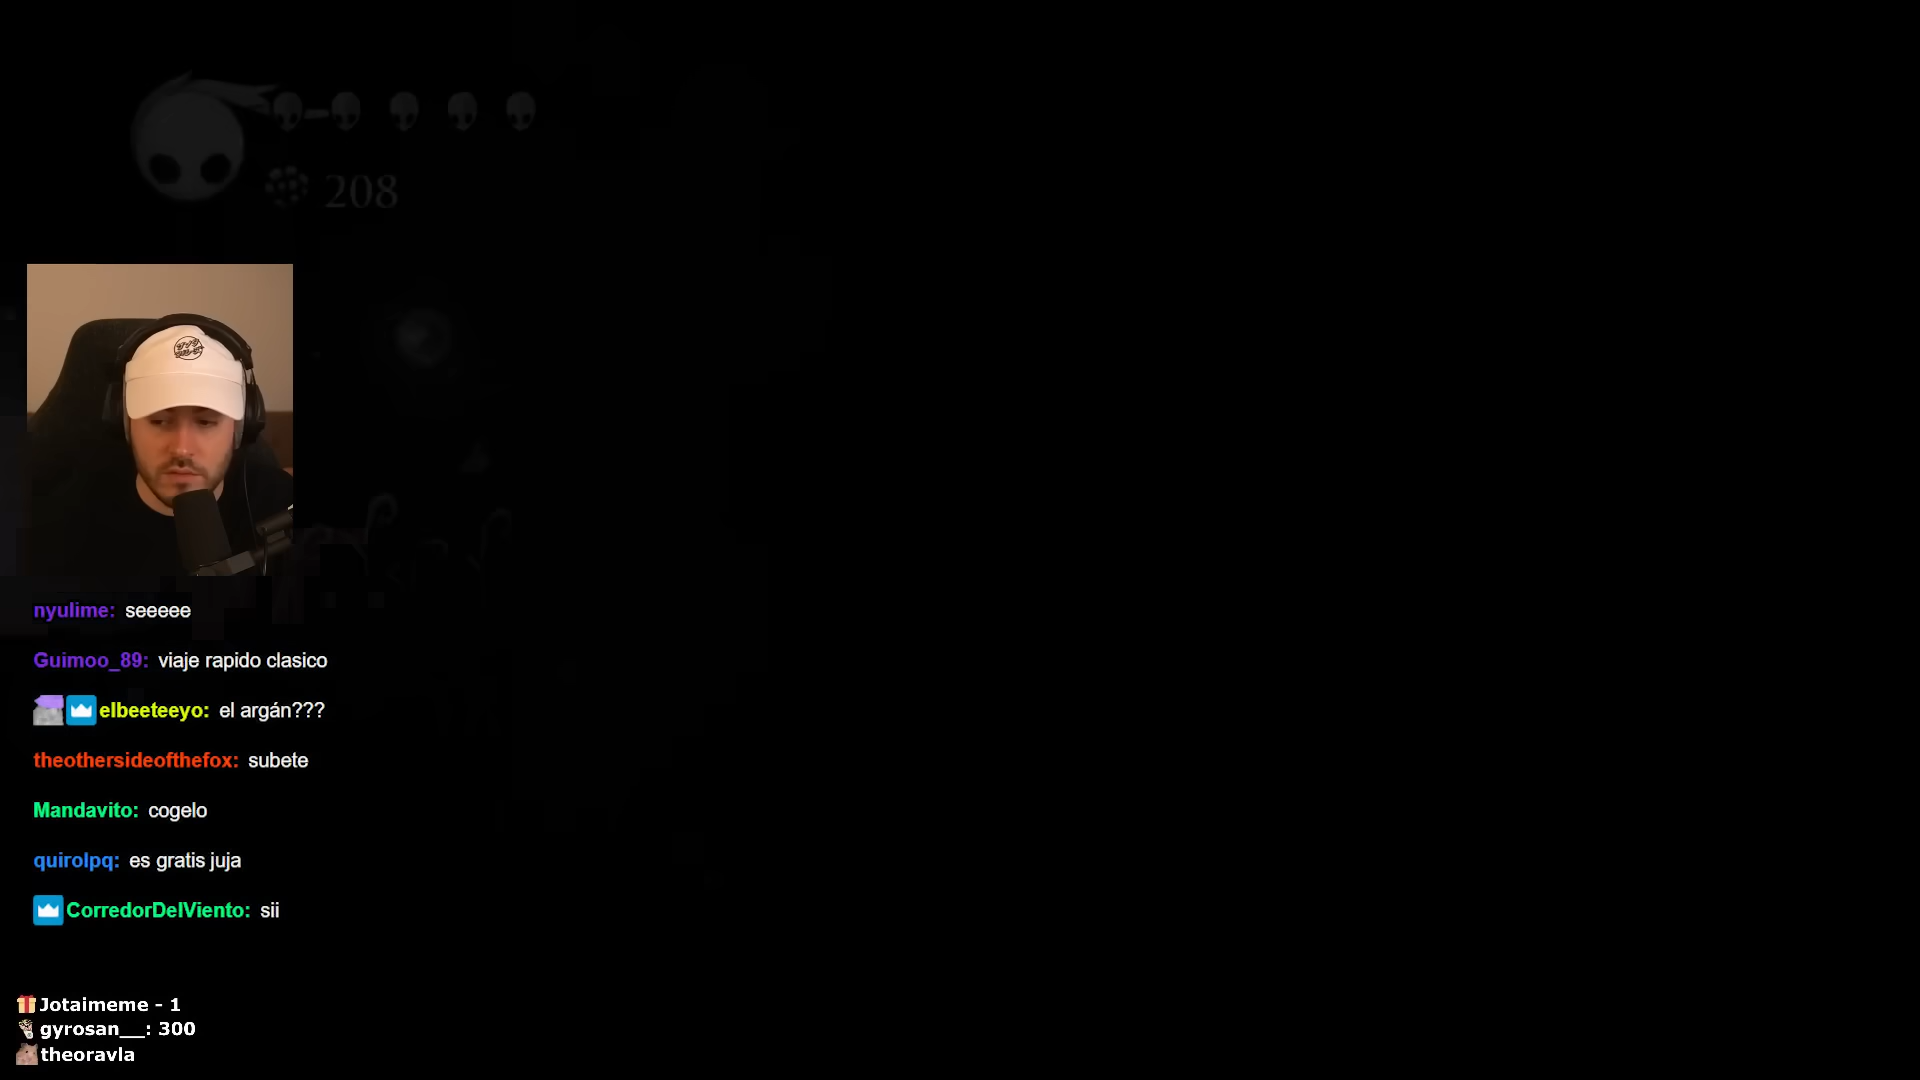 208
nyulime: seeeee
Guimoo_89: viaje rapido clasico
elbeeteeyo: el argán???
theothersideofthefox: subete
Mandavito: cogelo
quirolpq: es gratis juja
CorredorDelViento: sii
Jotaimeme - 1
gyrosan__: 300
theoravla